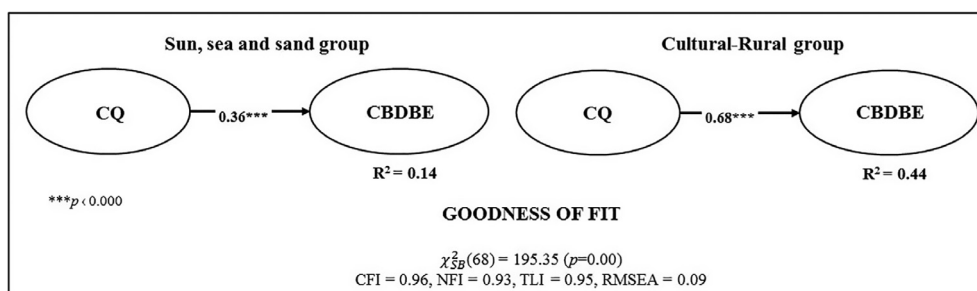 Sun, sea and sand group
Cultural-Rural group
CQ
0.36***
CBDBE
CQ
0.68***
CBDBE
R² = 0.14
R² = 0.44
***p ‹ 0.000
GOODNESS OF FIT
χ²SB(68) = 195.35 (p=0.00)
CFI = 0.96, NFI = 0.93, TLI = 0.95, RMSEA = 0.09